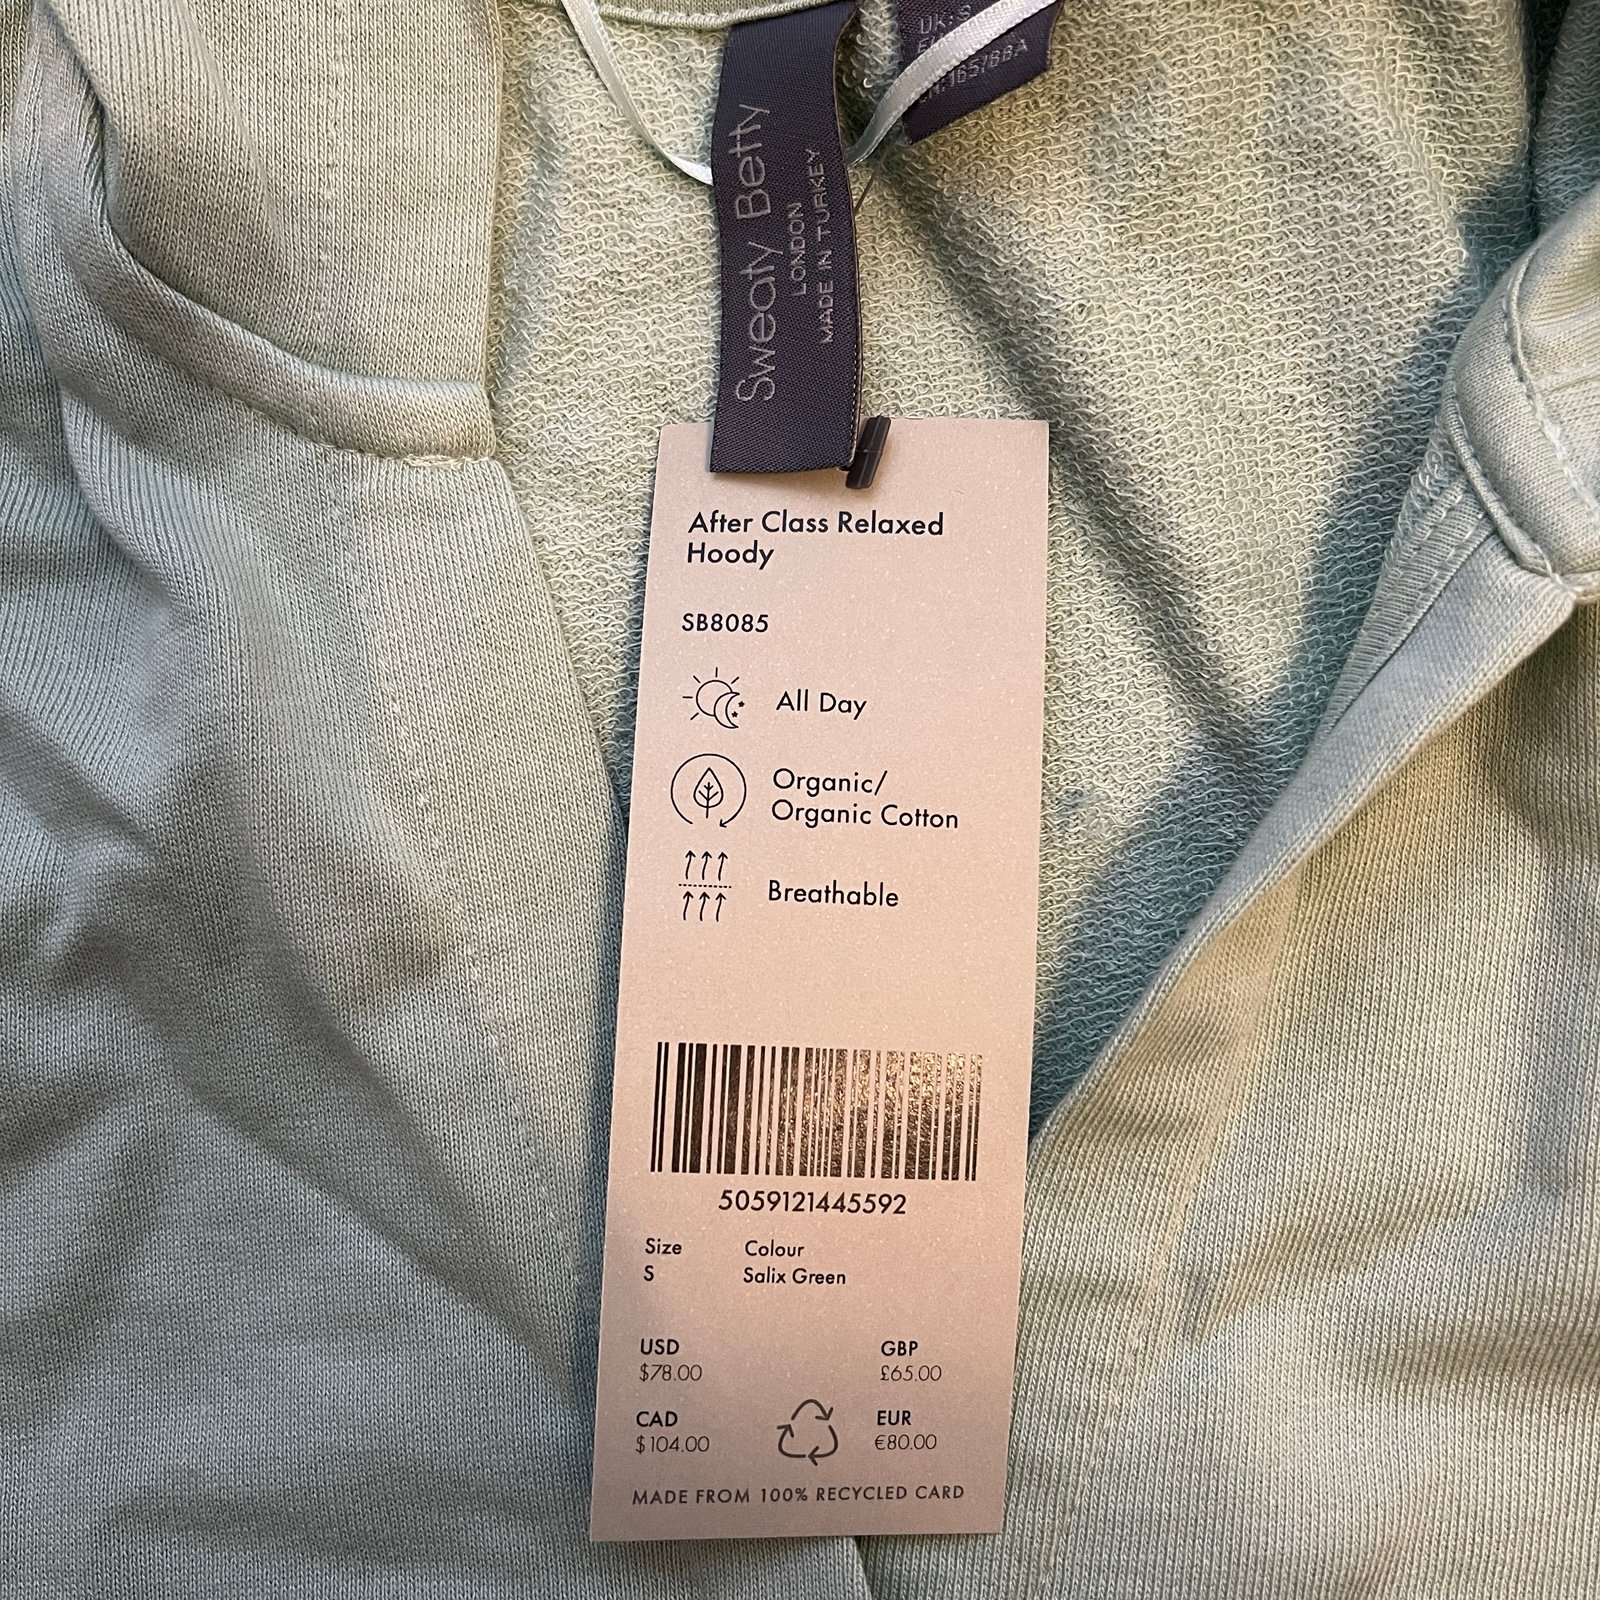 Sweaty Betty
LONDON
MADE IN TURKEY
UK:S
After Class Relaxed
Hoody
SB8085
All Day
Organic/
Organic Cotton
Breathable
5059121445592
Size
S
Colour
Salix Green
USD
$78.00
GBP
£65.00
CAD
$104.00
EUR
€80.00
MADE FROM 100% RECYCLED CARD